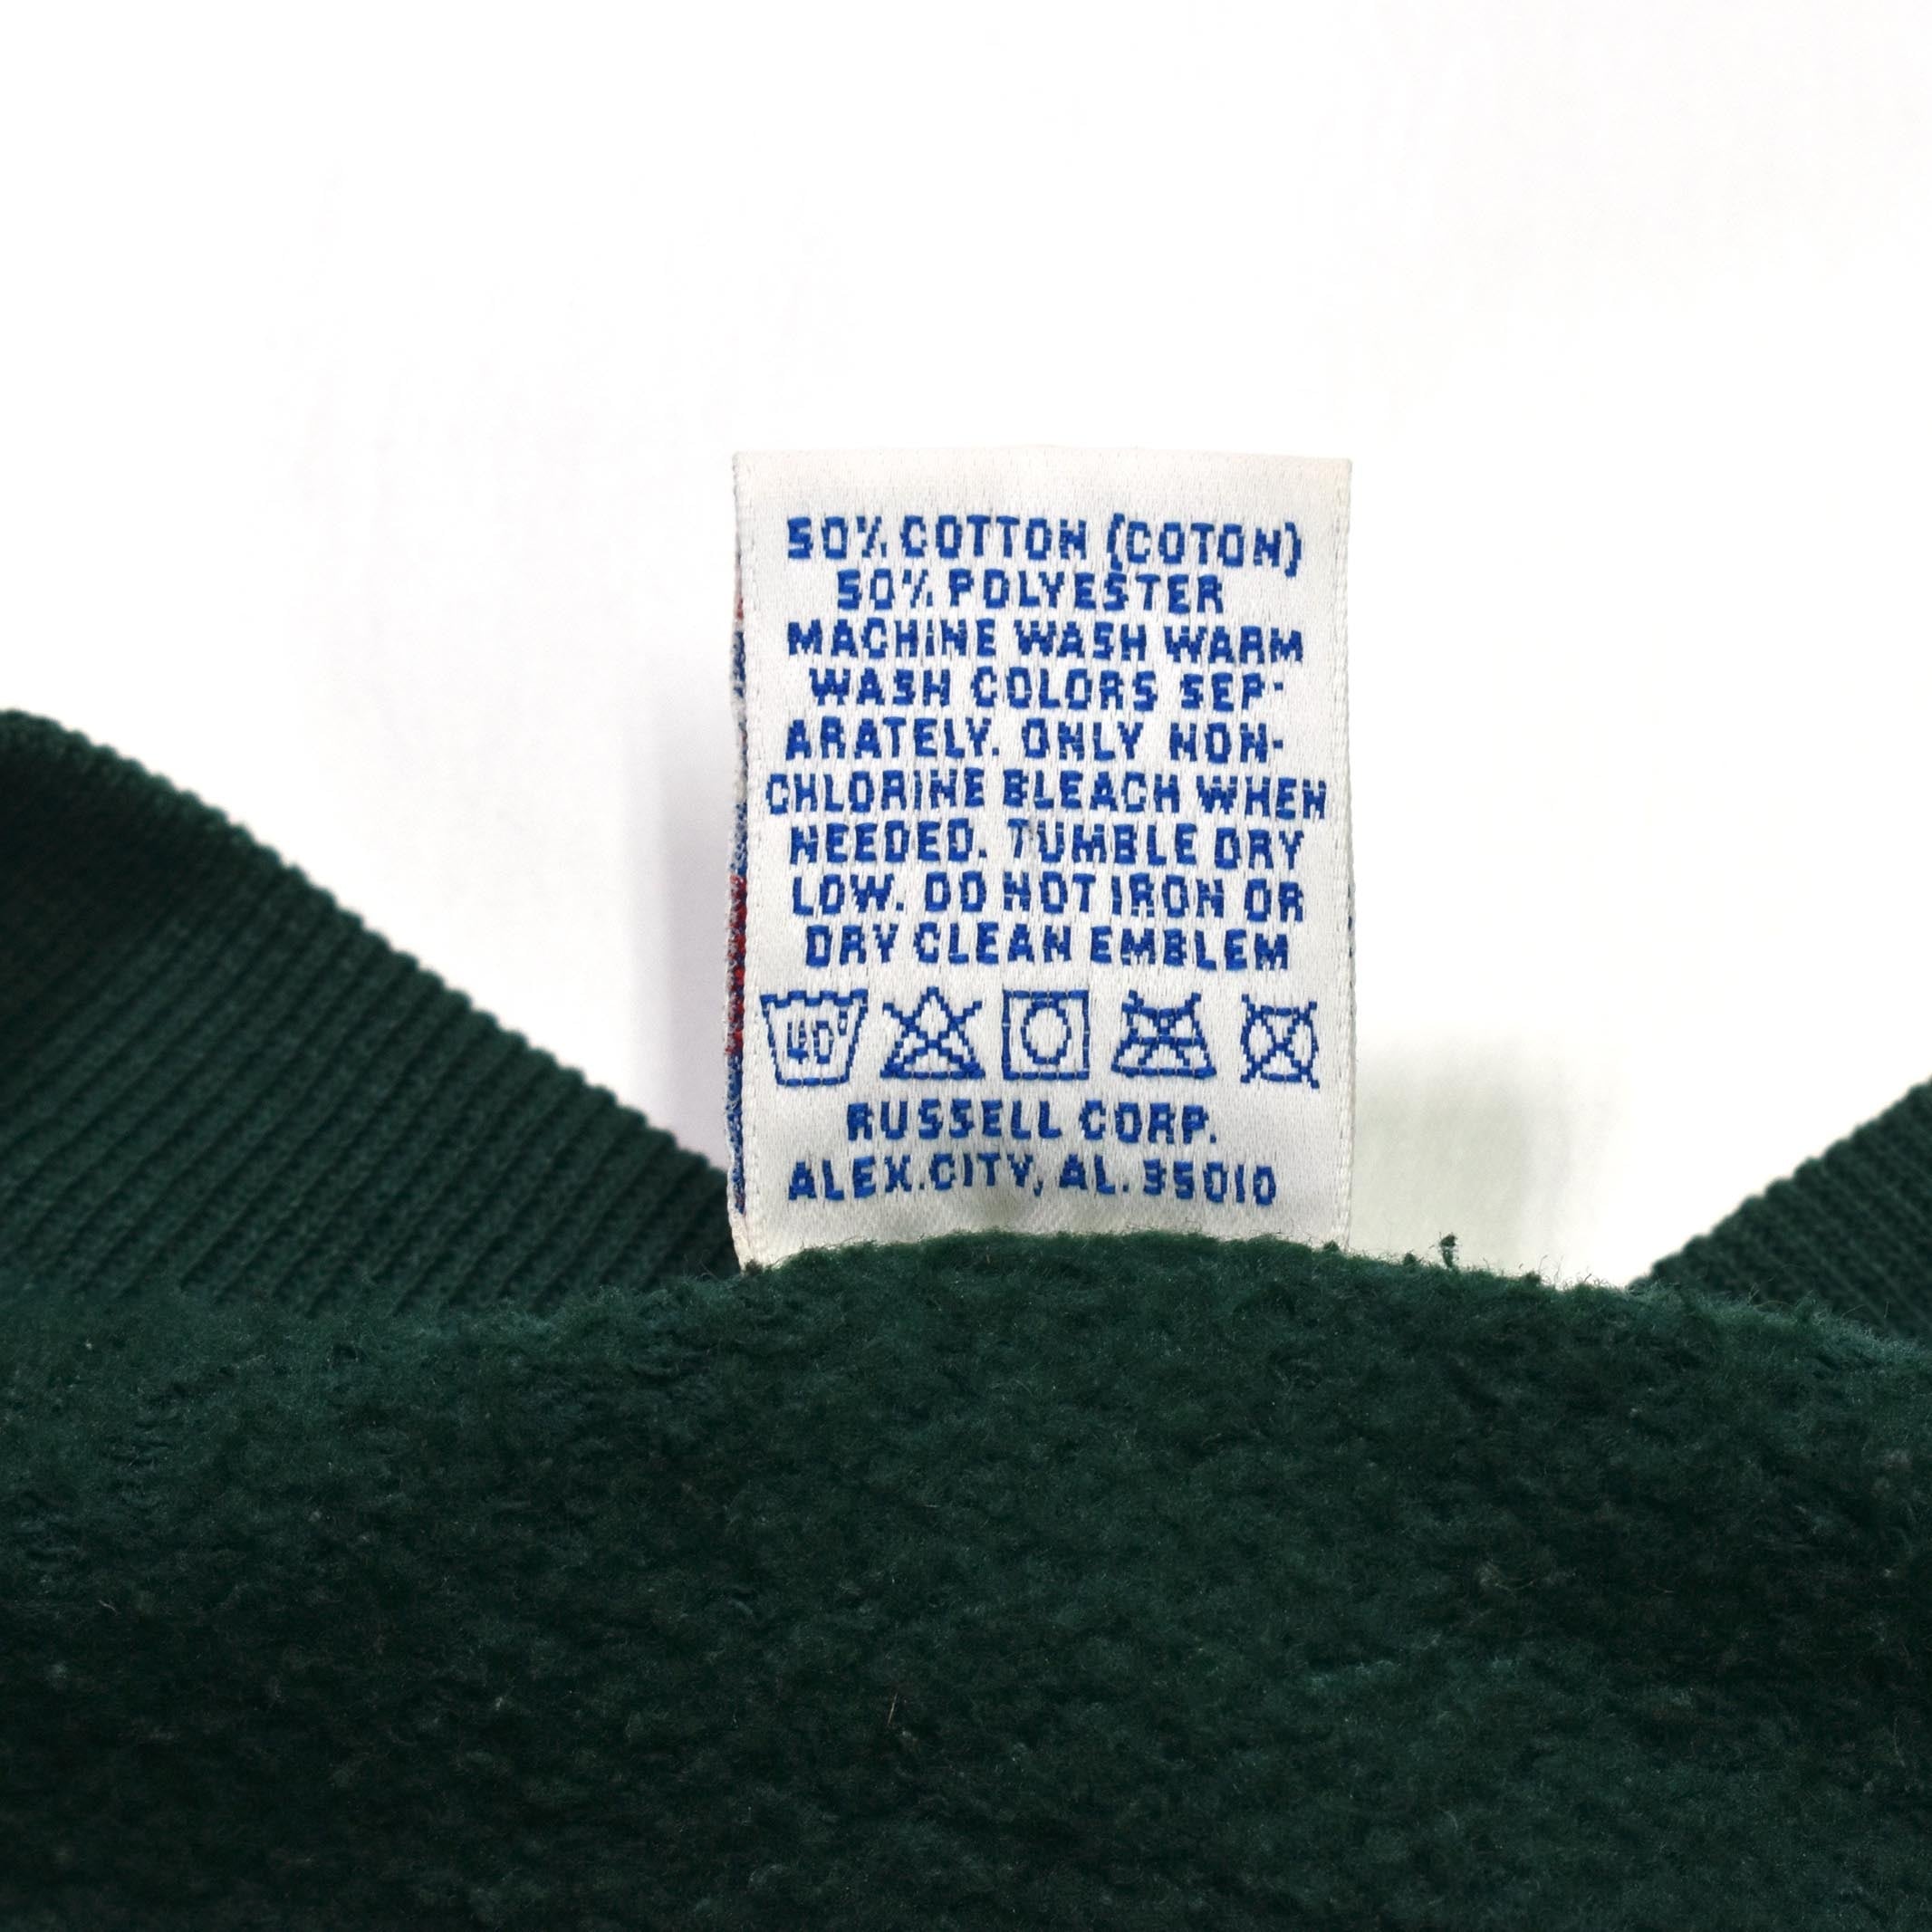 50% COTTON (COTON)
50% POLYESTER
MACHINE WASH WARM
WASH COLORS SEP-
ARATELY. ONLY NON-
CHLORINE BLEACH WHEN
NEEDED. TUMBLE DRY
LOW. DO NOT IRON OR
DRY CLEAN EMBLEM
40°
RUSSELL CORP.
ALEX.CITY, AL. 35010